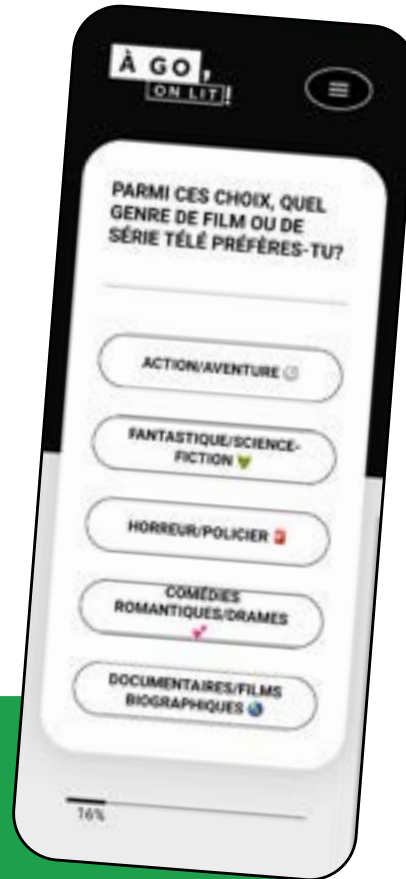 À GO,
ON LIT!
PARMI CES CHOIX, QUEL
GENRE DE FILM OU DE
SÉRIE TÉLÉ PRÉFÈRES-TU?
ACTION/AVENTURE
FANTASTIQUE/SCIENCE-
FICTION
HORREUR/POLICIER
COMÉDIES
ROMANTIQUES/DRAMES
💕
DOCUMENTAIRES/FILMS
BIOGRAPHIQUES 🌎
16%